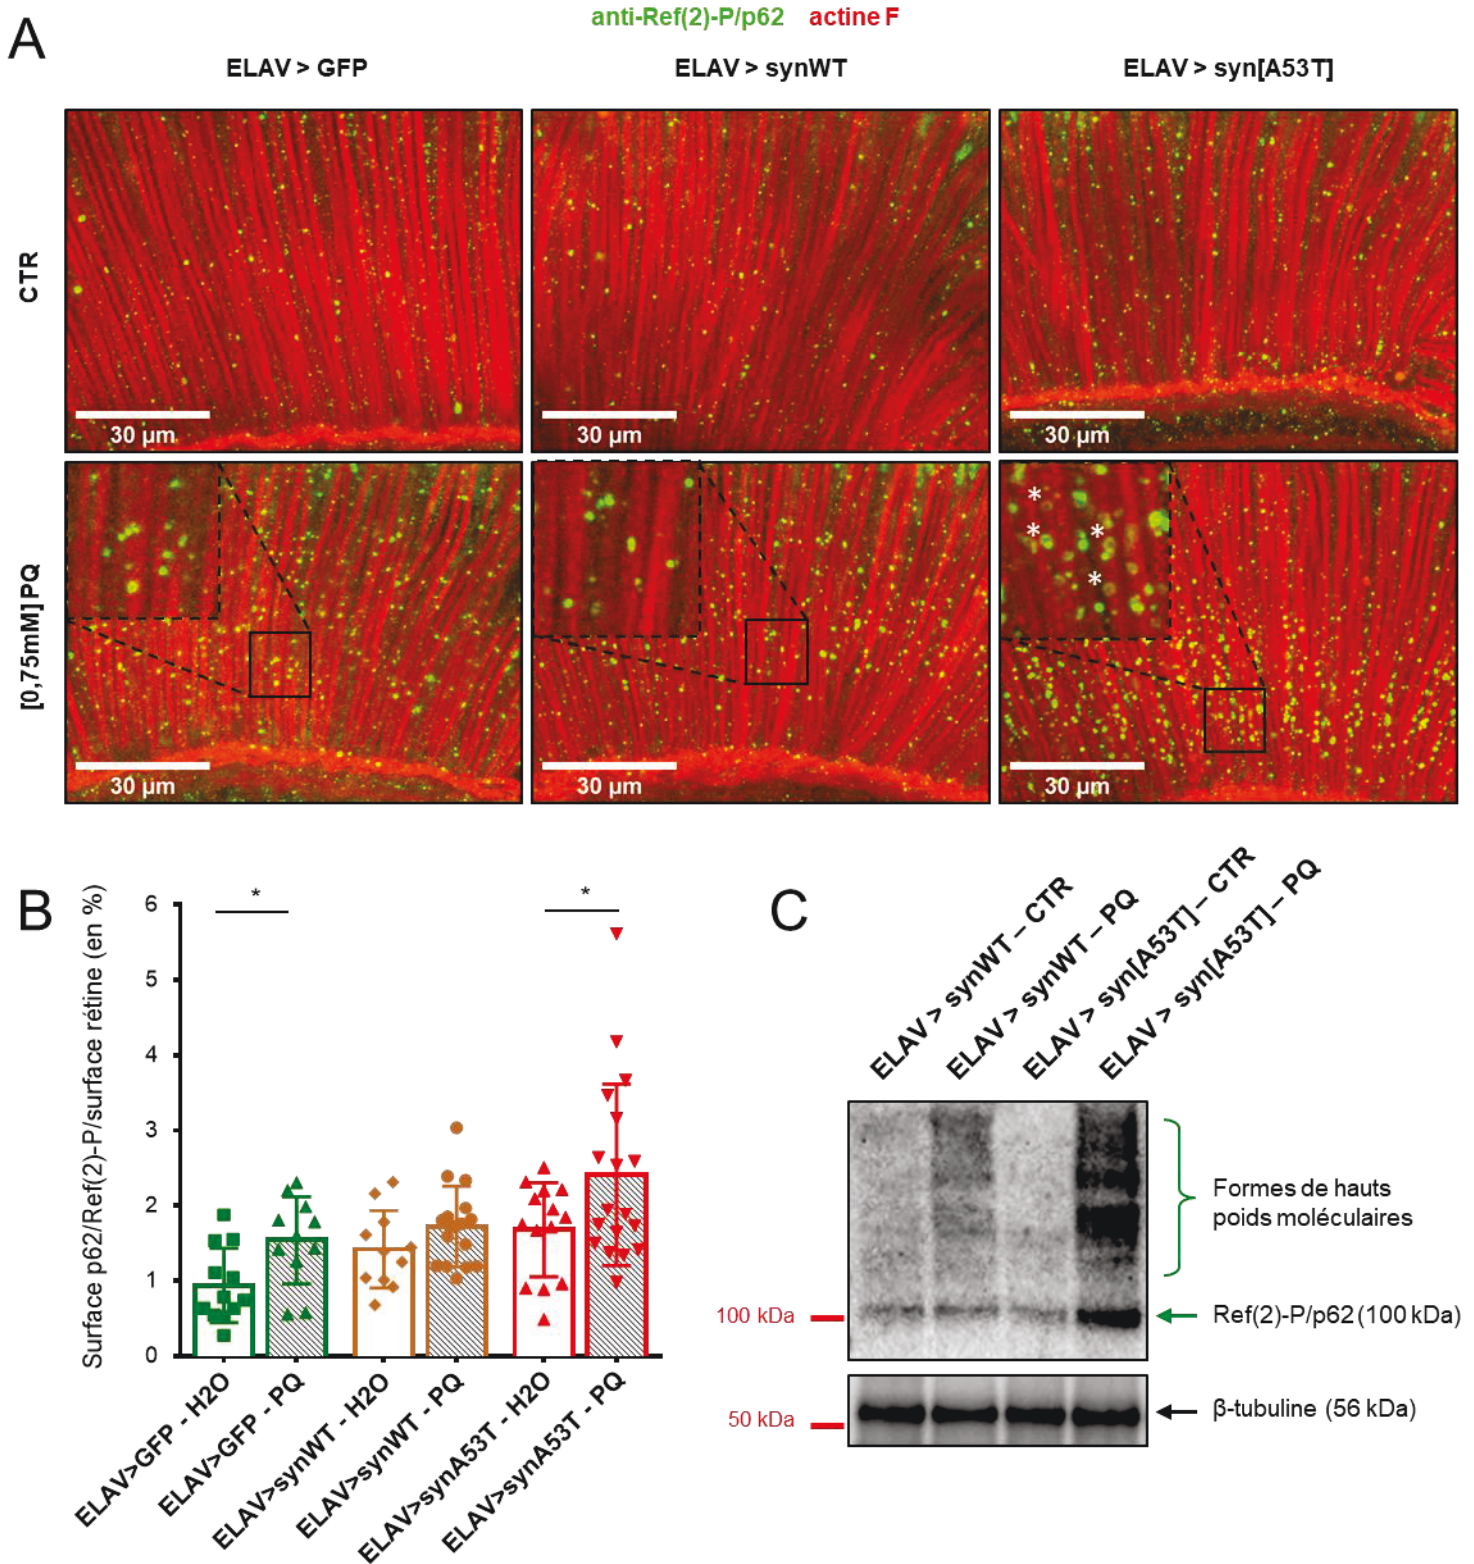 anti-Ref(2)-P/p62 actine F
A
ELAV > GFP
ELAV > synWT
ELAV > syn[A53T]
CTR
30 µm
30 µm
30 µm
[0,75mM] PQ
* * * *
30 µm
30 µm
30 µm
B
Surface p62/Ref(2)-P/surface rétine (en %)
6
5
4
3
2
1
0
*
*
ELAV>GFP - H2O
ELAV>GFP - PQ
ELAV>synWT - H2O
ELAV>synWT - PQ
ELAV>synA53T - H2O
ELAV>synA53T - PQ
C
ELAV > synWT – CTR
ELAV > synWT – PQ
ELAV > syn[A53T] – CTR
ELAV > syn[A53T] – PQ
Formes de hauts
poids moléculaires
100 kDa
Ref(2)-P/p62 (100 kDa)
50 kDa
β-tubuline (56 kDa)